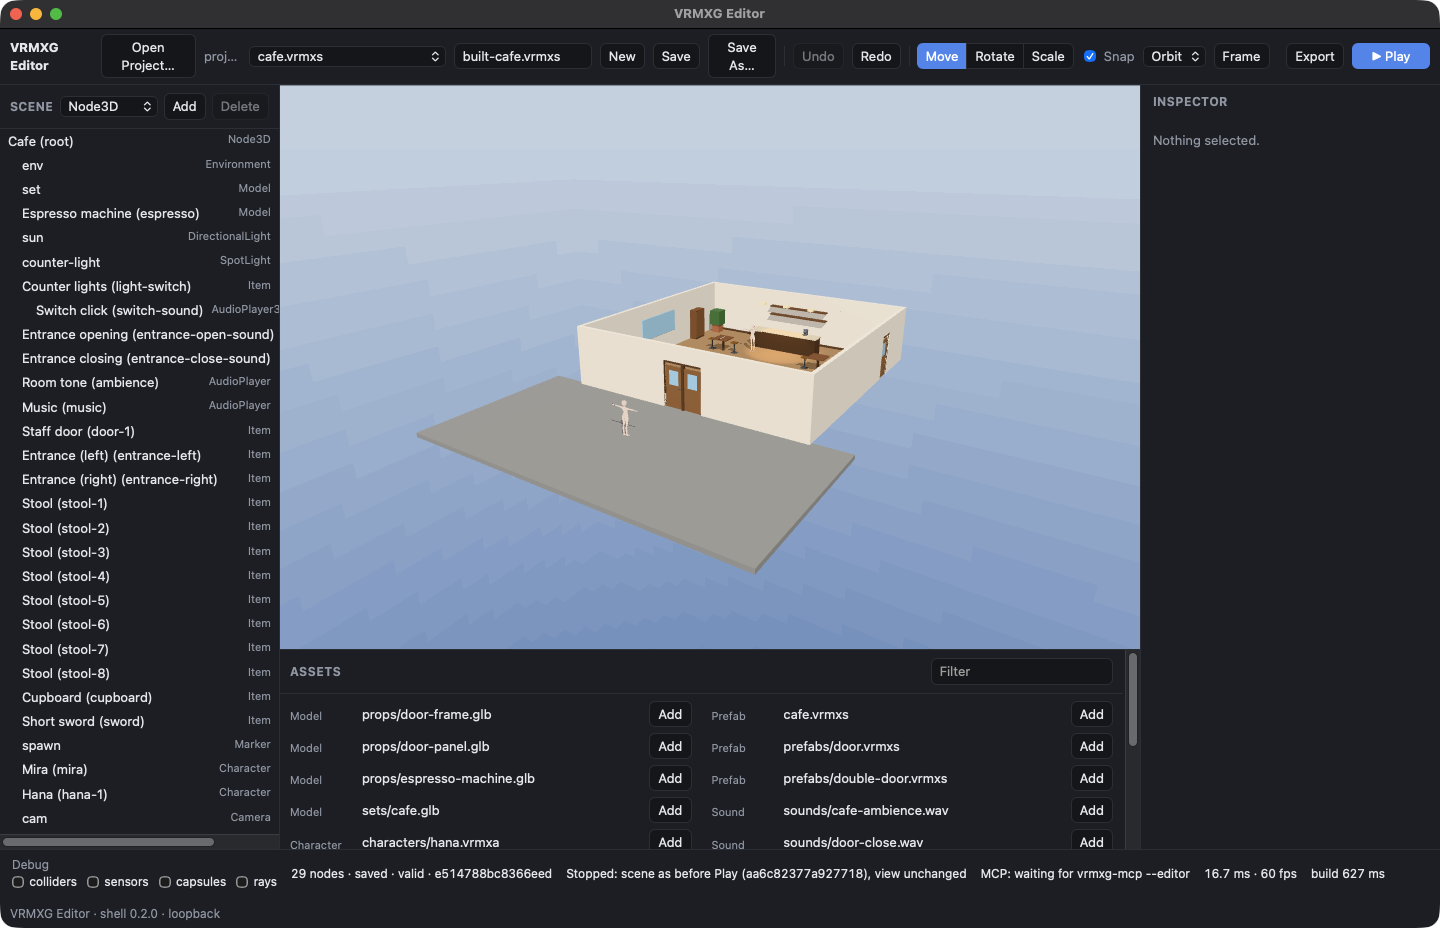 VRMXG Editor
VRMXG Editor
Open Project...
proj...
cafe.vrmxs
built-cafe.vrmxs
New
Save
Save As...
Undo
Redo
Move
Rotate
Scale
Snap
Orbit
Frame
Export
Play
SCENE
Node3D
Add
Delete
Cafe (root) Node3D
env Environment
set Model
Espresso machine (espresso) Model
sun DirectionalLight
counter-light SpotLight
Counter lights (light-switch) Item
Switch click (switch-sound) AudioPlayer3
Entrance opening (entrance-open-sound)
Entrance closing (entrance-close-sound)
Room tone (ambience) AudioPlayer
Music (music) AudioPlayer
Staff door (door-1) Item
Entrance (left) (entrance-left) Item
Entrance (right) (entrance-right) Item
Stool (stool-1) Item
Stool (stool-2) Item
Stool (stool-3) Item
Stool (stool-4) Item
Stool (stool-5) Item
Stool (stool-6) Item
Stool (stool-7) Item
Stool (stool-8) Item
Cupboard (cupboard) Item
Short sword (sword) Item
spawn Marker
Mira (mira) Character
Hana (hana-1) Character
cam Camera
INSPECTOR
Nothing selected.
ASSETS
Filter
Model props/door-frame.glb Add
Model props/door-panel.glb Add
Model props/espresso-machine.glb Add
Model sets/cafe.glb Add
Character characters/hana.vrmxa Add
Prefab cafe.vrmxs Add
Prefab prefabs/door.vrmxs Add
Prefab prefabs/double-door.vrmxs Add
Sound sounds/cafe-ambience.wav Add
Sound sounds/door-close.wav Add
Debug
colliders sensors capsules rays
29 nodes · saved · valid · e514788bc8366eed
Stopped: scene as before Play (aa6c82377a927718), view unchanged
MCP: waiting for vrmxg-mcp --editor
16.7 ms · 60 fps
build 627 ms
VRMXG Editor · shell 0.2.0 · loopback